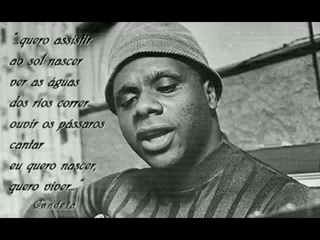 "...quero assistir
ao sol nascer
ver as águas
dos rios correr
ouvir os pássaros
cantar
eu quero nascer,
quero viver..."
Candeia